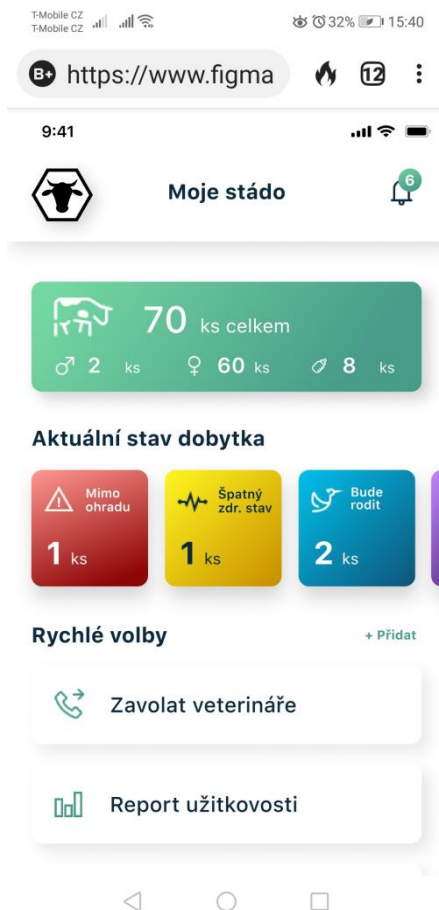 T-Mobile CZ
T-Mobile CZ
32% 15:40
B+ https://www.figma 12
9:41
Moje stádo
6
70 ks celkem
♂ 2 ks ♀ 60 ks 8 ks
Aktuální stav dobytka
Mimo
ohradu
1 ks
Špatný
zdr. stav
1 ks
Bude
rodit
2 ks
Rychlé volby
+ Přidat
Zavolat veterináře
Report užitkovosti